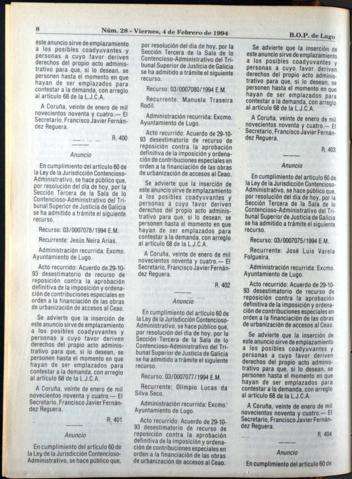 8
Núm. 28 - Viernes, 4 de Febrero de 1994
B.O.P. de Lugo
este anuncio sirve de emplazamiento
a los posibles coadyuvantes y
personas a cuyo favor deriven
derechos del propio acto adminis-
trativo para que, si lo desean, se
personen hasta el momento en que
hayan de ser emplazados para
contestar a la demanda, con arreglo
al artículo 68 de la L.J.C.A.
A Coruña, veinte de enero de mil
novecientos noventa y cuatro.— El
Secretario, Francisco Javier Fernán-
dez Reguera.
R. 400
Anuncio
En cumplimiento del artículo 60 de
la Ley de la Jurisdicción Contencioso-
Administrativo, se hace público que,
por resolución del día de hoy, por la
Sección Tercera de la Sala de lo
Contencioso-Administrativo del Tri-
bunal Superior de Justicia de Galicia
se ha admitido a trámite el siguiente
recurso.
Recurso: 03/0007078/1994 E.M.
Recurrente: Jesús Neira Arias.
Administración recurrida: Excmo.
Ayuntamiento de Lugo.
Acto recurrido: Acuerdo de 29-10-
93 desestimatorio de recurso de
reposición contra la aprobación
definitiva de la imposición y ordena-
ción de contribuciones especiales en
orden a la financiación de las obras
de urbanización de accesos al Ceao.
Se advierte que la inserción de
este anuncio sirve de emplazamiento
a los posibles coadyuvantes y
personas a cuyo favor deriven
derechos del propio acto adminis-
trativo para que, si lo desean, se
personen hasta el momento en que
hayan de ser emplazados para
contestar a la demanda, con arreglo
al artículo 68 de la L.J.C.A.
A Coruña, veinte de enero de mil
novecientos noventa y cuatro.— El
Secretario, Francisco Javier Fernán-
dez Reguera.
R. 401
Anuncio
En cumplimiento del artículo 60 de
la Ley de la Jurisdicción Contencioso-
Administrativo, se hace público que,
por resolución del día de hoy, por la
Sección Tercera de la Sala de lo
Contencioso-Administrativo del Tri-
bunal Superior de Justicia de Galicia
se ha admitido a trámite el siguiente
recurso.
Recurso: 03/0007080/1994 E.M.
Recurrente: Manuela Traseira
Rodil.
Administración recurrida: Excmo.
Ayuntamiento de Lugo.
Acto recurrido: Acuerdo de 29-10-
93 desestimatorio de recurso de
reposición contra la aprobación
definitiva de la imposición y ordena-
ción de contribuciones especiales en
orden a la financiación de las obras
de urbanización de accesos al Ceao.
Se advierte que la inserción de
este anuncio sirve de emplazamiento
a los posibles coadyuvantes y
personas a cuyo favor deriven
derechos del propio acto adminis-
trativo para que, si lo desean, se
personen hasta el momento en que
hayan de ser emplazados para
contestar a la demanda, con arreglo
al artículo 68 de la L.J.C.A.
A Coruña, veinte de enero de mil
novecientos noventa y cuatro.— El
Secretario, Francisco Javier Fernán-
dez Reguera.
R. 402
Anuncio
En cumplimiento del artículo 60 de
la Ley de la Jurisdicción Contencioso-
Administrativo, se hace público que,
por resolución del día de hoy, por la
Sección Tercera de la Sala de lo
Contencioso-Administrativo del Tri-
bunal Superior de Justicia de Galicia
se ha admitido a trámite el siguiente
recurso.
Recurso: 03/0007077/1994 E.M.
Recurrente: Olimpio Lucas da
Silva Seco.
Administración recurrida: Excmo.
Ayuntamiento de Lugo.
Acto recurrido: Acuerdo de 29-10-
93 desestimatorio de recurso de
reposición contra la aprobación
definitiva de la imposición y ordena-
ción de contribuciones especiales en
orden a la financiación de las obras
de urbanización de accesos al Ceao.
Se advierte que la inserción de
este anuncio sirve de emplazamiento
a los posibles coadyuvantes y
personas a cuyo favor deriven
derechos del propio acto adminis-
trativo para que, si lo desean, se
personen hasta el momento en que
hayan de ser emplazados para
contestar a la demanda, con arreglo
al artículo 68 de la L.J.C.A.
A Coruña, veinte de enero de mil
novecientos noventa y cuatro.— El
Secretario, Francisco Javier Fernán-
dez Reguera.
R. 403
Anuncio
En cumplimiento del artículo 60 de
la Ley de la Jurisdicción Contencioso-
Administrativo, se hace público que,
por resolución del día de hoy, por la
Sección Tercera de la Sala de lo
Contencioso-Administrativo del Tri-
bunal Superior de Justicia de Galicia
se ha admitido a trámite el siguiente
recurso.
Recurso: 03/0007075/1994 E.M.
Recurrente: José Luis Varela
Folgueira.
Administración recurrida: Excmo.
Ayuntamiento de Lugo.
Acto recurrido: Acuerdo de 29-10-
93 desestimatorio de recurso de
reposición contra la aprobación
definitiva de la imposición y ordena-
ción de contribuciones especiales en
orden a la financiación de las obras
de urbanización de accesos al Ceao.
Se advierte que la inserción de
este anuncio sirve de emplazamiento
a los posibles coadyuvantes y
personas a cuyo favor deriven
derechos del propio acto adminis-
trativo para que, si lo desean, se
personen hasta el momento en que
hayan de ser emplazados para
contestar a la demanda, con arreglo
al artículo 68 de la L.J.C.A.
A Coruña, veinte de enero de mil
novecientos noventa y cuatro.— El
Secretario, Francisco Javier Fernán-
dez Reguera.
R. 404
Anuncio
En cumplimiento del artículo 60 de